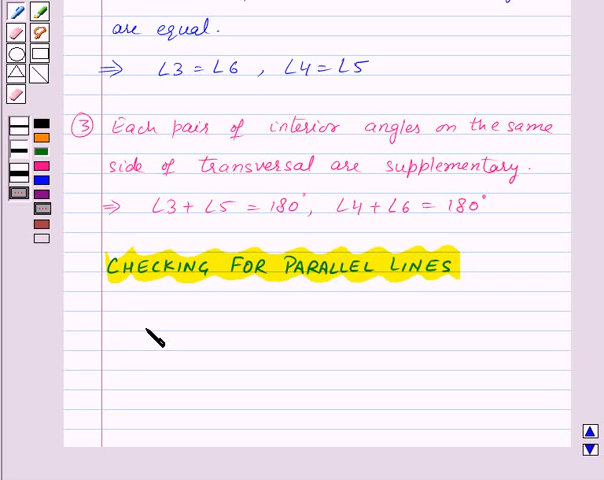 are equal.
⇒ ∠3 = ∠6 , ∠4 = ∠5
③ Each pair of interior angles on the same
side of transversal are supplementary.
⇒ ∠3 + ∠5 = 180°, ∠4 + ∠6 = 180°
CHECKING FOR PARALLEL LINES